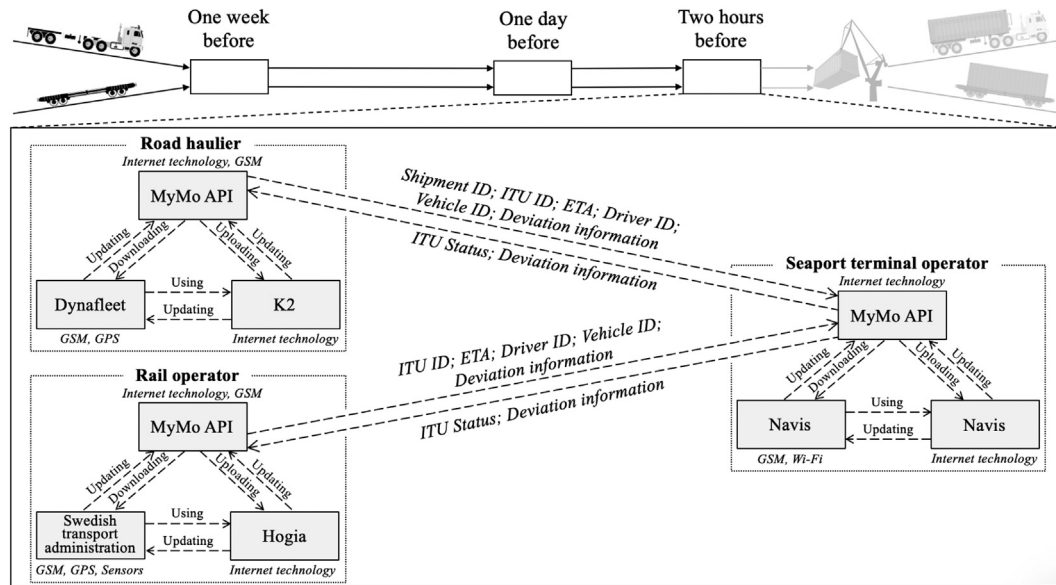 One week
before
One day
before
Two hours
before
Road haulier
Internet technology, GSM
MyMo API
Updating
Downloading
Uploading
Updating
Dynafleet
Using
Updating
K2
GSM, GPS
Internet technology
Shipment ID; ITU ID; ETA; Driver ID;
Vehicle ID; Deviation information
ITU Status; Deviation information
Seaport terminal operator
Internet technology
MyMo API
Updating
Downloading
Uploading
Updating
Navis
Using
Updating
Navis
GSM, Wi-Fi
Internet technology
ITU ID; ETA; Driver ID; Vehicle ID;
Deviation information
ITU Status; Deviation information
Rail operator
Internet technology, GSM
MyMo API
Updating
Downloading
Uploading
Updating
Swedish
transport
administration
Using
Updating
Hogia
GSM, GPS, Sensors
Internet technology